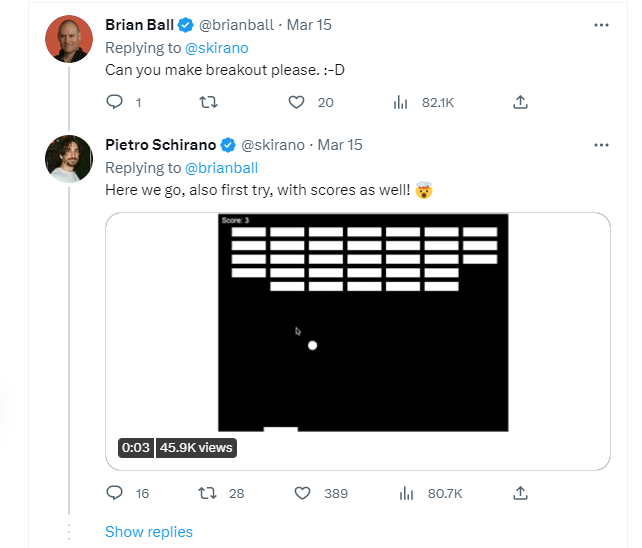 Brian Ball @brianball · Mar 15
Replying to @skirano
Can you make breakout please. :-D
1 20 82.1K
Pietro Schirano @skirano · Mar 15
Replying to @brianball
Here we go, also first try, with scores as well! 🤯
Score: 3
0:03 45.9K views
16 28 389 80.7K
Show replies